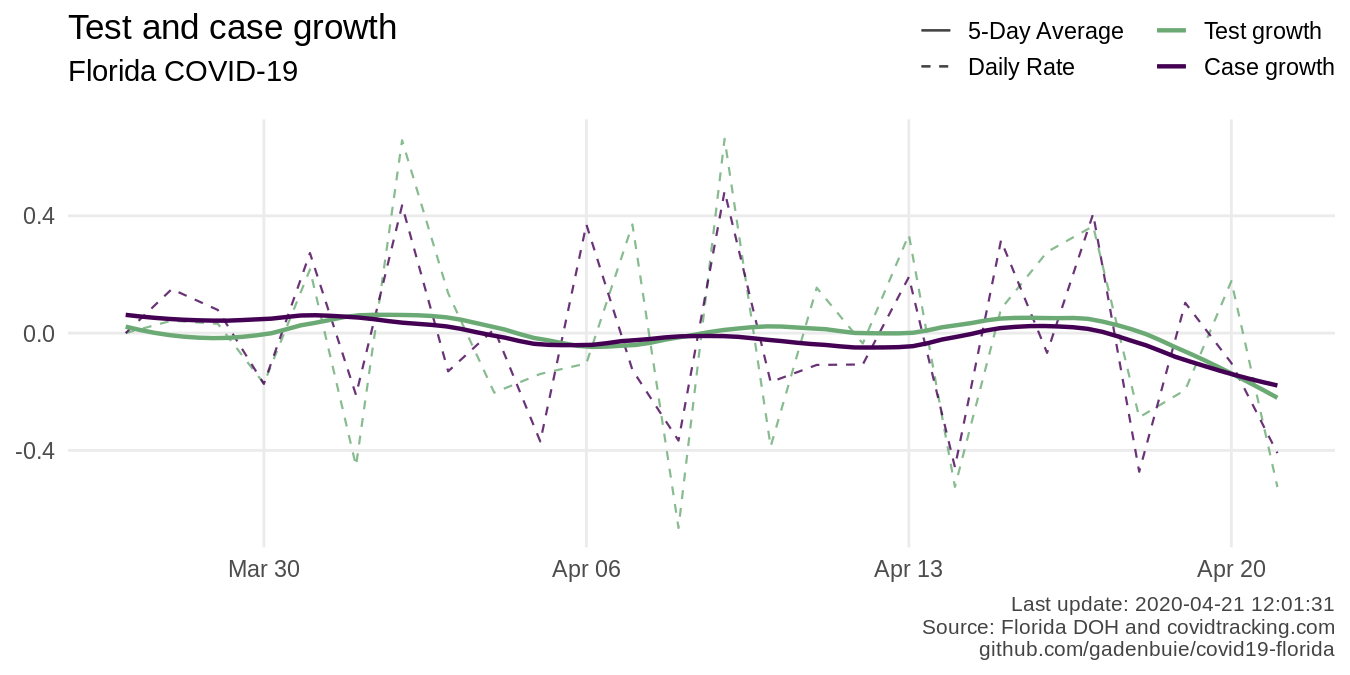 Test and case growth
Florida COVID-19
5-Day Average
Daily Rate
Test growth
Case growth
0.4
0.0
-0.4
Mar 30
Apr 06
Apr 13
Apr 20
Last update: 2020-04-21 12:01:31
Source: Florida DOH and covidtracking.com
github.com/gadenbuie/covid19-florida